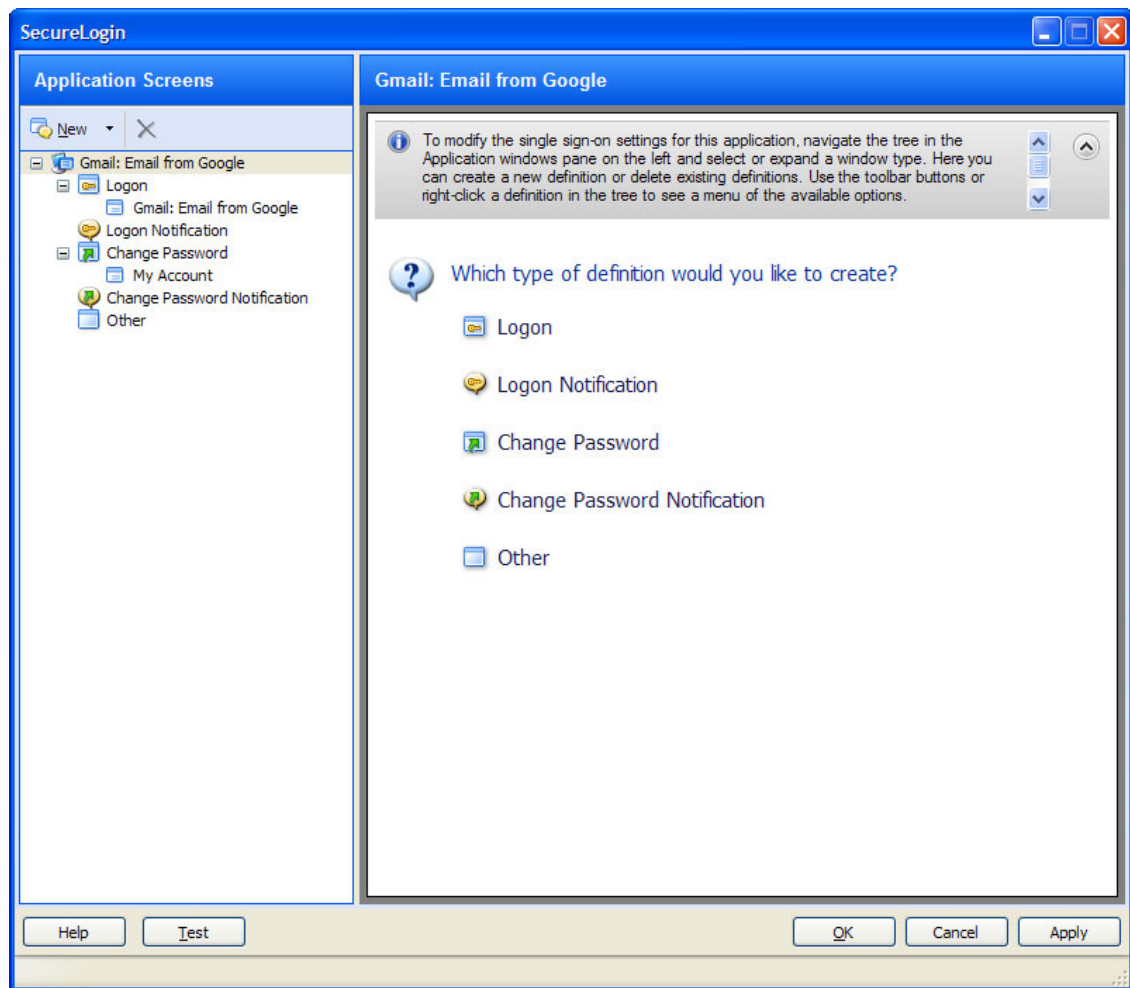 SecureLogin
Application Screens
Gmail: Email from Google
New
Gmail: Email from Google
Logon
Gmail: Email from Google
Logon Notification
Change Password
My Account
Change Password Notification
Other
To modify the single sign-on settings for this application, navigate the tree in the
Application windows pane on the left and select or expand a window type. Here you
can create a new definition or delete existing definitions. Use the toolbar buttons or
right-click a definition in the tree to see a menu of the available options.
Which type of definition would you like to create?
Logon
Logon Notification
Change Password
Change Password Notification
Other
Help
Test
OK
Cancel
Apply